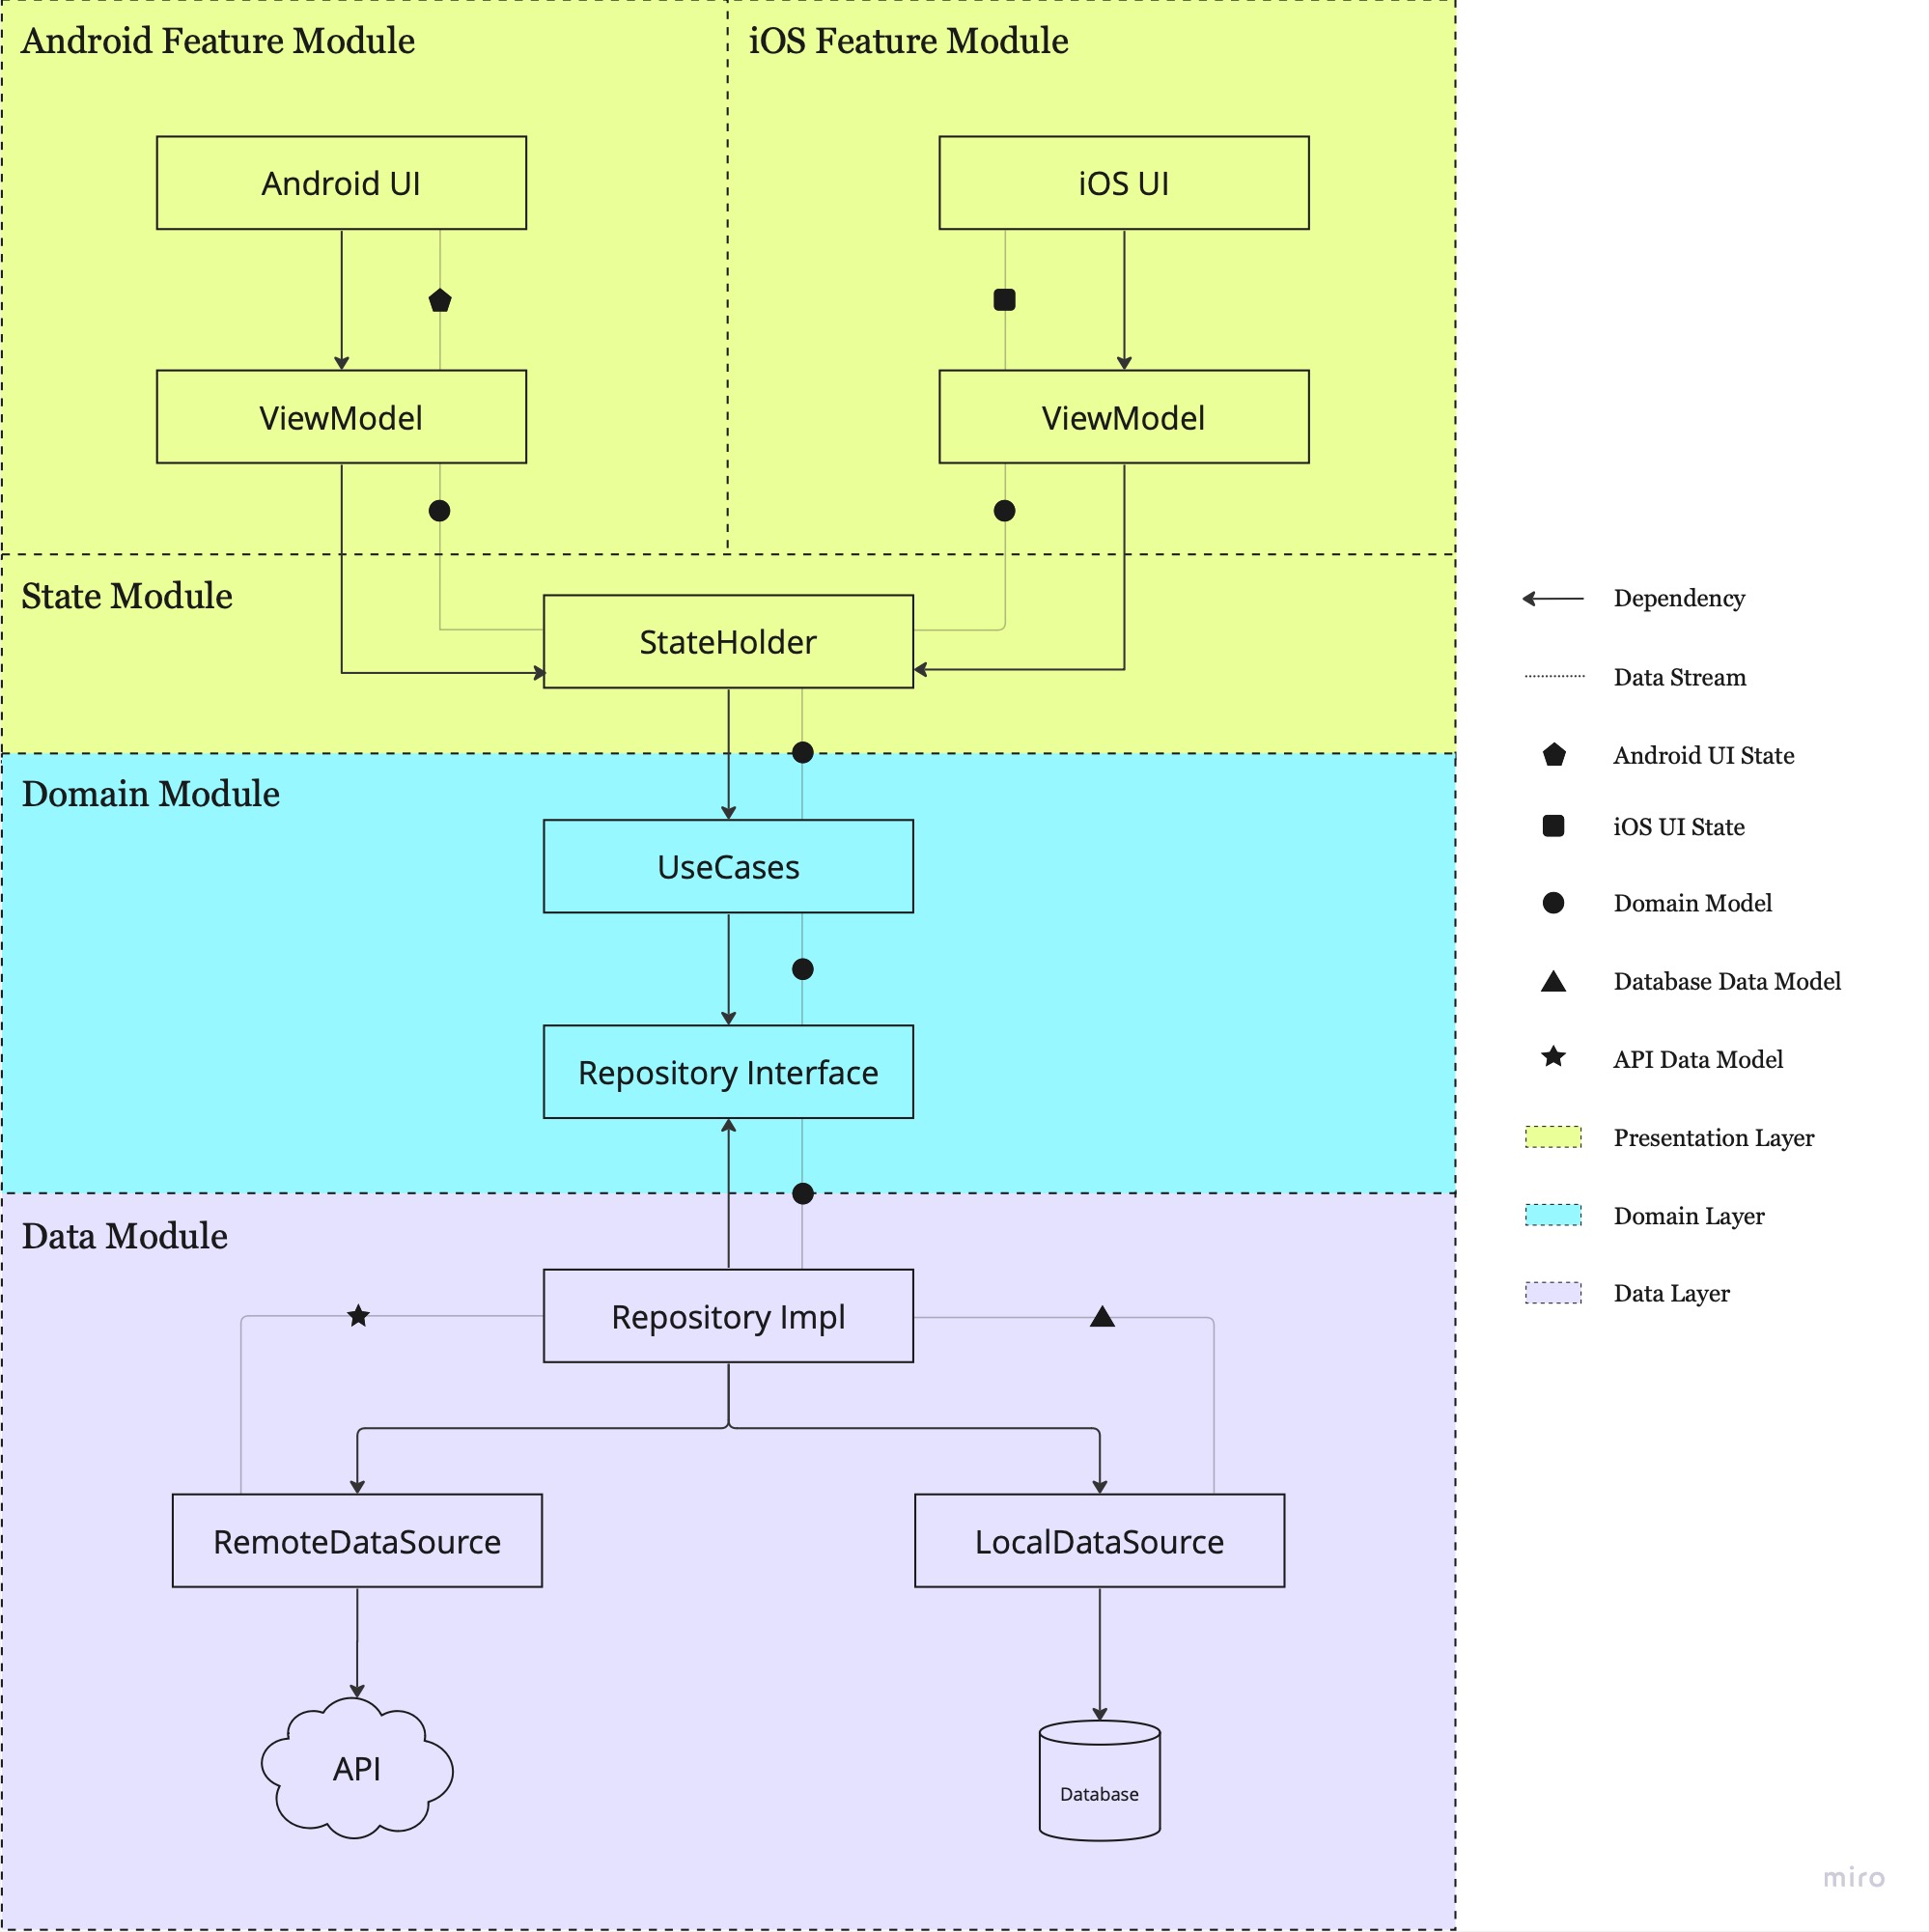 Android Feature Module
iOS Feature Module
Android UI
iOS UI
ViewModel
ViewModel
State Module
StateHolder
Domain Module
UseCases
Repository Interface
Data Module
Repository Impl
RemoteDataSource
LocalDataSource
API
Database
Dependency
Data Stream
Android UI State
iOS UI State
Domain Model
Database Data Model
API Data Model
Presentation Layer
Domain Layer
Data Layer
miro